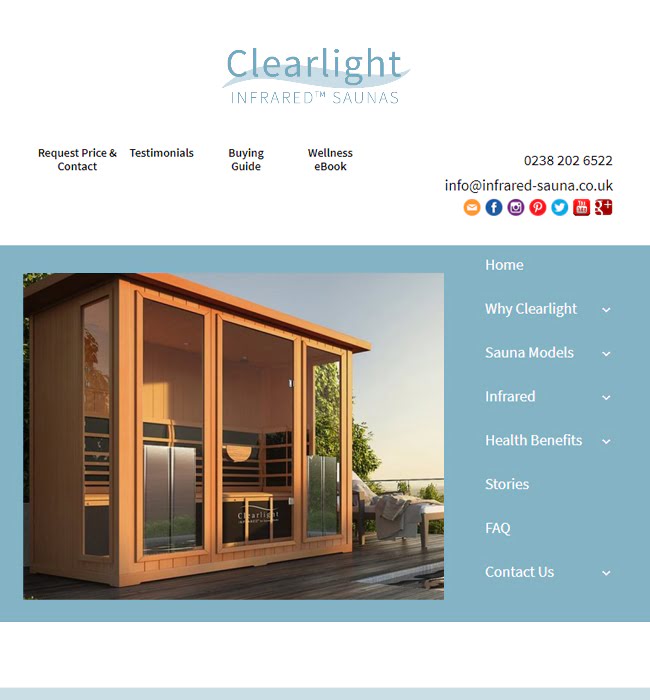 Clearlight
INFRARED™ SAUNAS
Request Price &
Contact
Testimonials
Buying
Guide
Wellness
eBook
0238 202 6522
info@infrared-sauna.co.uk
Home
Why Clearlight
Sauna Models
Infrared
Health Benefits
Stories
FAQ
Contact Us
Clearlight